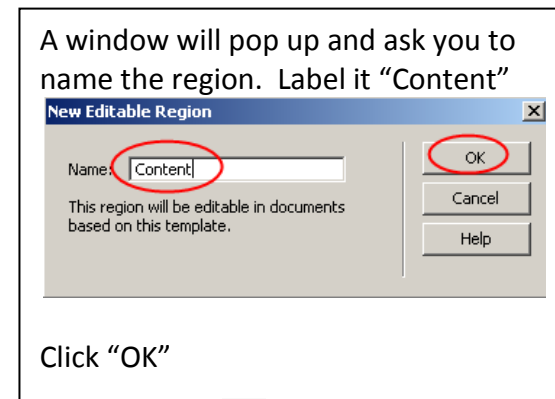 A window will pop up and ask you to
name the region.  Label it “Content”
New Editable Region
Name: Content
OK
This region will be editable in documents
based on this template.
Cancel
Help
Click “OK”